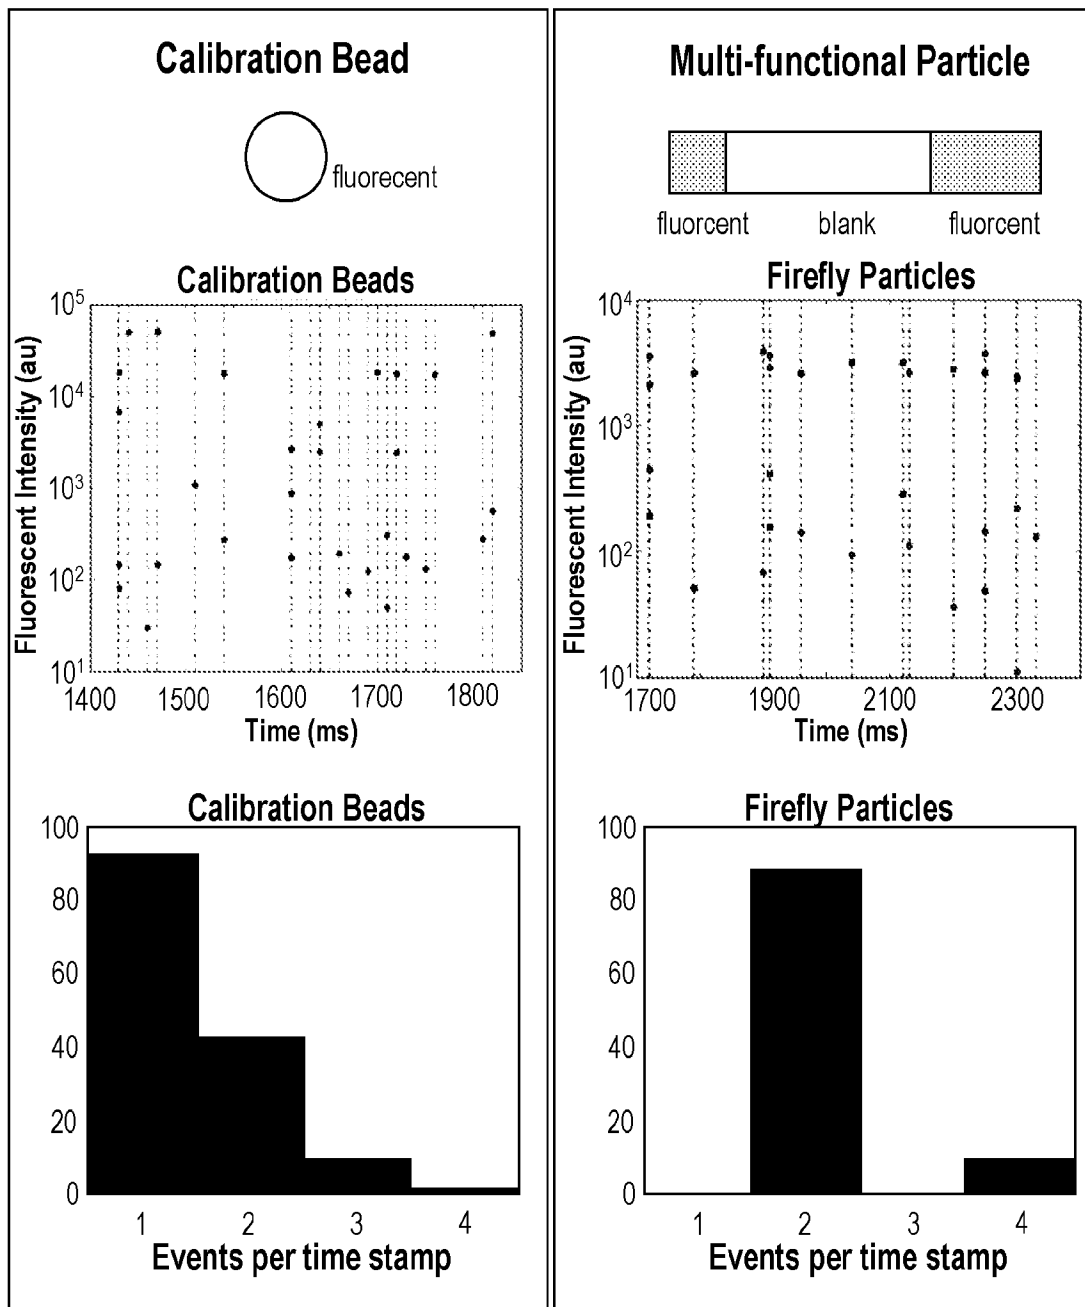 Calibration Bead
fluorecent
Calibration Beads
Fluorescent Intensity (au)
10^5
10^4
10^3
10^2
10^1
1400 1500 1600 1700 1800
Time (ms)
Calibration Beads
100
80
60
40
20
0
1 2 3 4
Events per time stamp
Multi-functional Particle
fluorcent blank fluorcent
Firefly Particles
Fluorescent Intensity (au)
10^4
10^3
10^2
10^1
1700 1900 2100 2300
Time (ms)
Firefly Particles
100
80
60
40
20
0
1 2 3 4
Events per time stamp